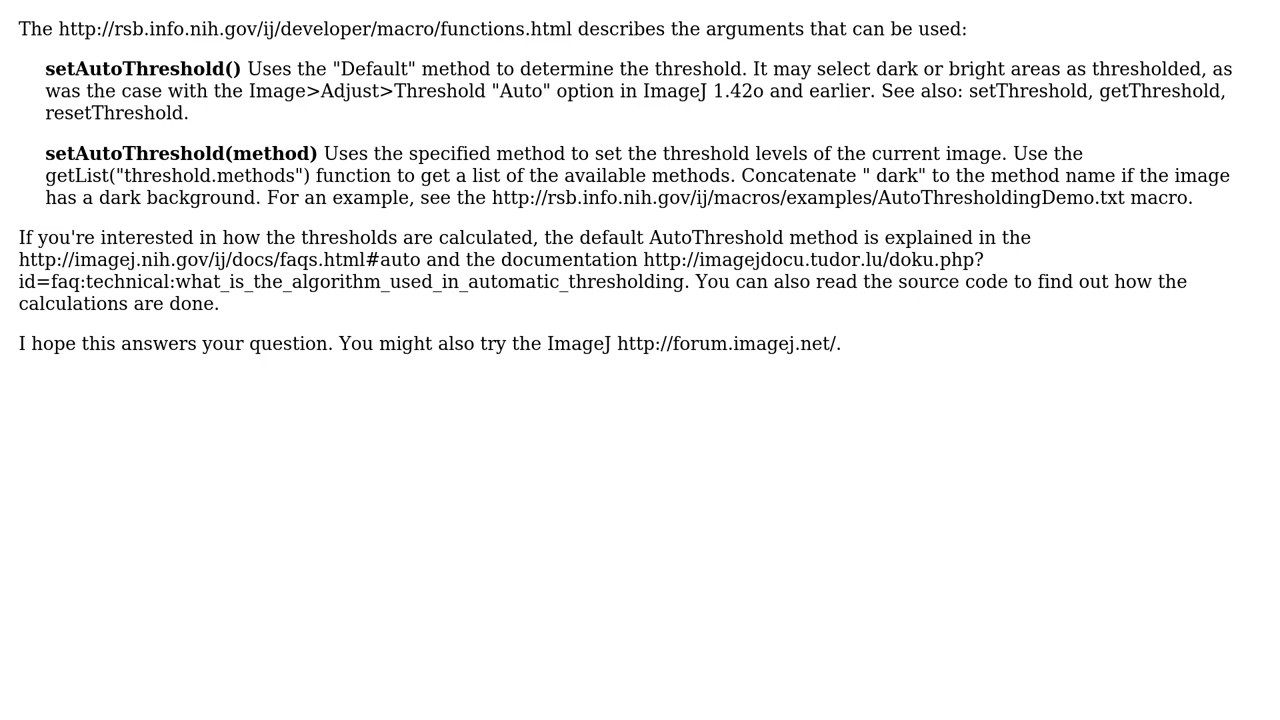 The http://rsb.info.nih.gov/ij/developer/macro/functions.html describes the arguments that can be used:
setAutoThreshold() Uses the "Default" method to determine the threshold. It may select dark or bright areas as thresholded, as
was the case with the Image>Adjust>Threshold "Auto" option in ImageJ 1.42o and earlier. See also: setThreshold, getThreshold,
resetThreshold.
setAutoThreshold(method) Uses the specified method to set the threshold levels of the current image. Use the
getList("threshold.methods") function to get a list of the available methods. Concatenate " dark" to the method name if the image
has a dark background. For an example, see the http://rsb.info.nih.gov/ij/macros/examples/AutoThresholdingDemo.txt macro.
If you're interested in how the thresholds are calculated, the default AutoThreshold method is explained in the
http://imagej.nih.gov/ij/docs/faqs.html#auto and the documentation http://imagejdocu.tudor.lu/doku.php?
id=faq:technical:what_is_the_algorithm_used_in_automatic_thresholding. You can also read the source code to find out how the
calculations are done.
I hope this answers your question. You might also try the ImageJ http://forum.imagej.net/.